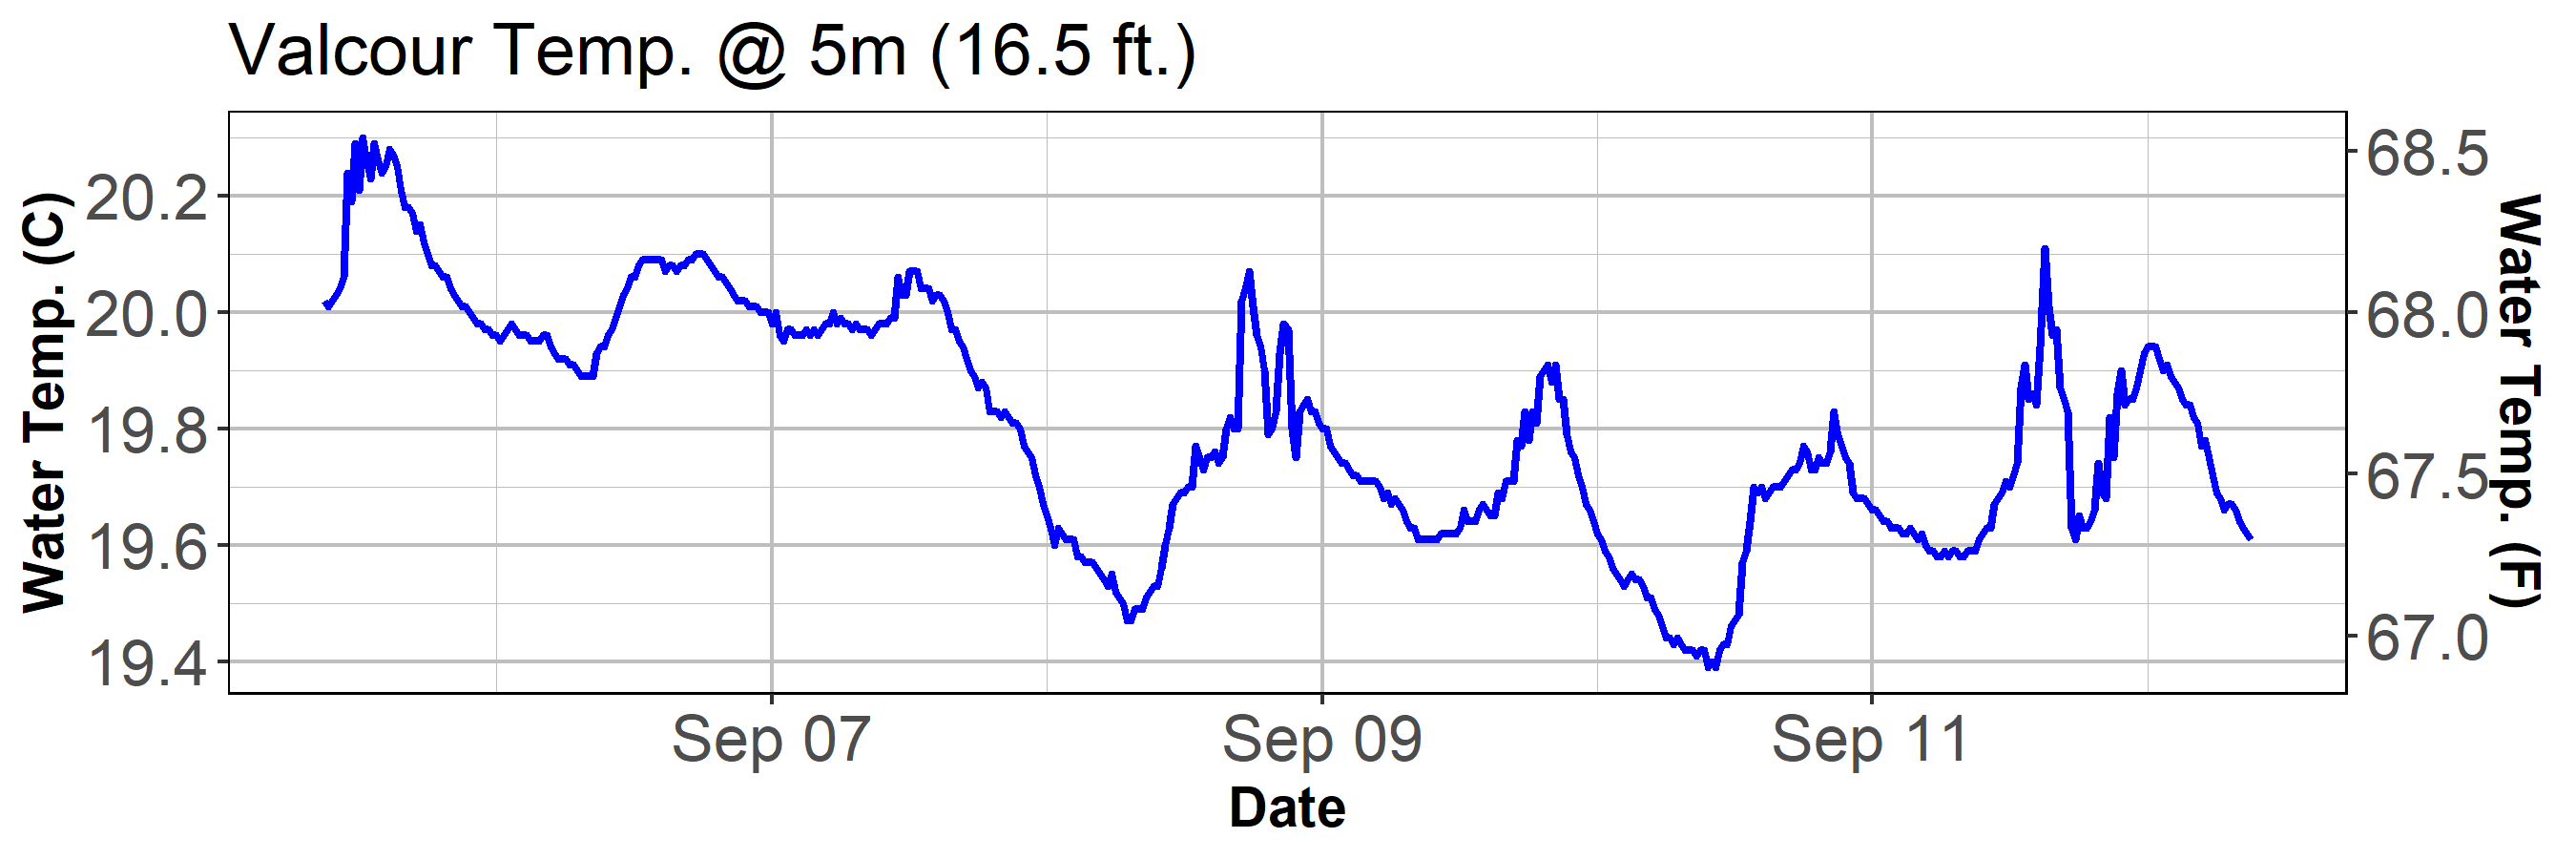 Valcour Temp. @ 5m (16.5 ft.)
Water Temp. (C)
20.2
20.0
19.8
19.6
19.4
68.5
68.0
67.5
67.0
Water Temp. (F)
Sep 07
Sep 09
Sep 11
Date